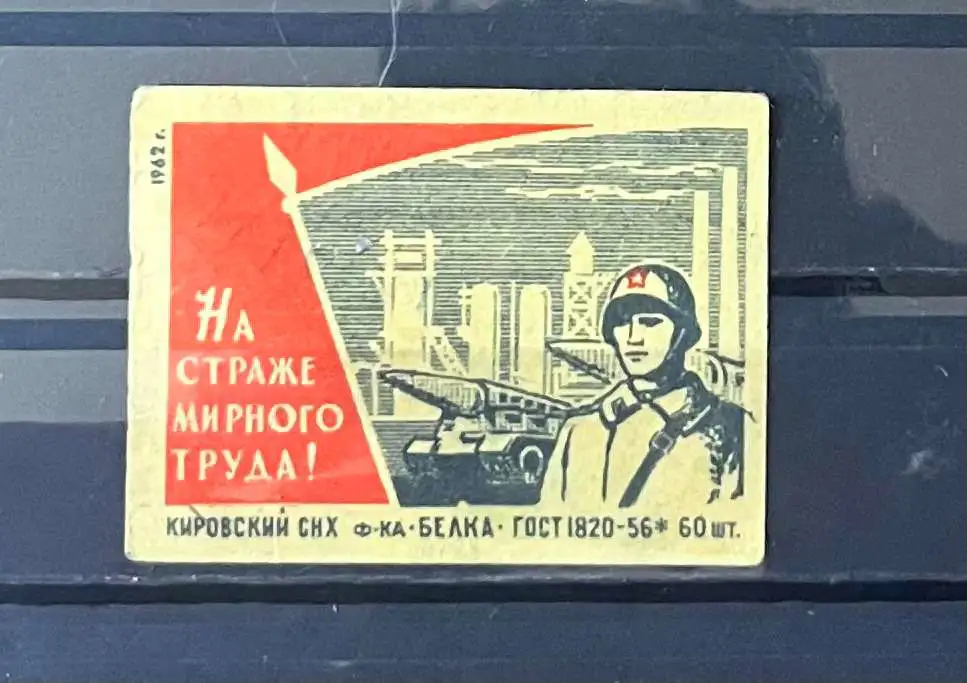 1962 г.
На
СТРАЖЕ
МИРНОГО
ТРУДА!
КИРОВСКИЙ СНХ Ф-КА·БЕЛКА·ГОСТ 1820-56* 60 ШТ.